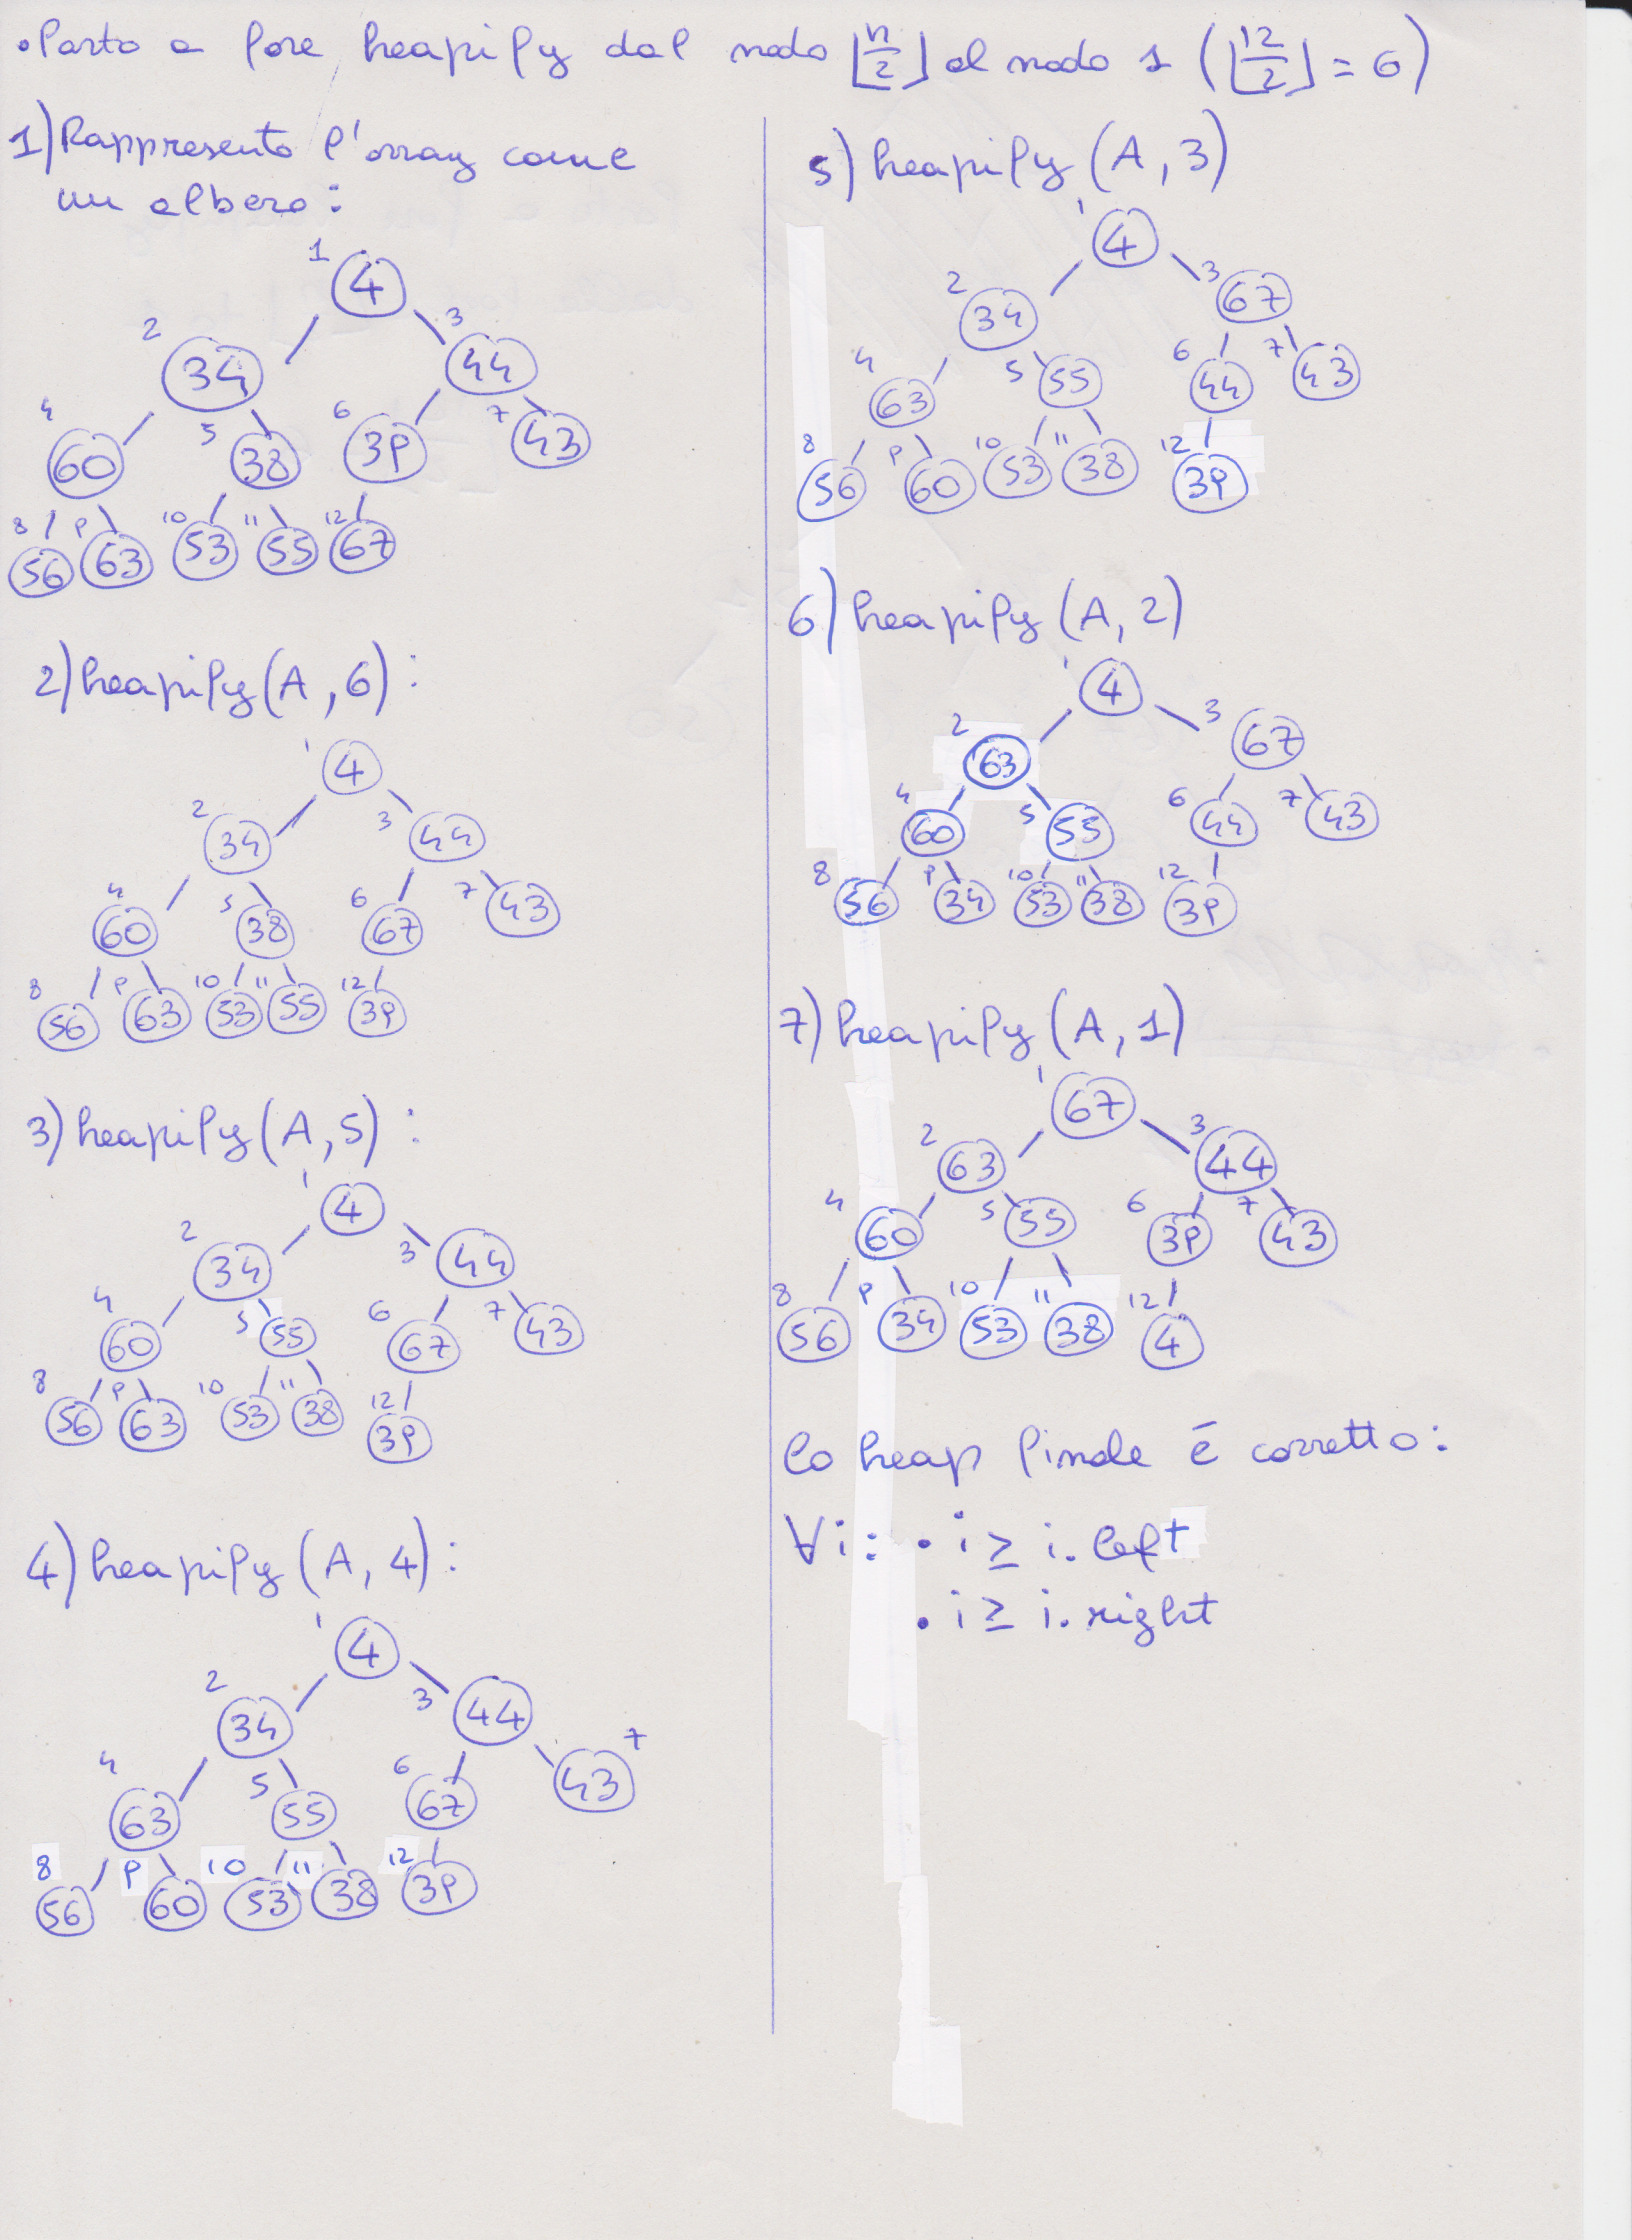 •Parto a fare heapify dal nodo ⌊n/2⌋ al nodo 1 (⌊12/2⌋ = 6)
1) Rappresento l'array come
un albero:
1 4
2 34 3 44
4 60 5 38 6 39 7 43
8 56 9 63 10 53 11 55 12 67
2) heapify(A, 6):
1 4
2 34 3 44
4 60 5 38 6 67 7 43
8 56 9 63 10 53 11 55 12 39
3) heapify(A, 5):
1 4
2 34 3 44
4 60 5 55 6 67 7 43
8 56 9 63 10 53 11 38 12 39
4) heapify(A, 4):
1 4
2 34 3 44
4 63 5 55 6 67 7 43
8 56 9 60 10 53 11 38 12 39
5) heapify(A, 3)
1 4
2 34 3 67
4 63 5 55 6 44 7 43
8 56 9 60 10 53 11 38 12 39
6) heapify(A, 2)
1 4
2 63 3 67
4 60 5 55 6 44 7 43
8 56 9 34 10 53 11 38 12 39
7) heapify(A, 1)
1 67
2 63 3 44
4 60 5 55 6 39 7 43
8 56 9 34 10 53 11 38 12 4
lo heap finale é corretto:
∀i: • i ≥ i.left
• i ≥ i.right